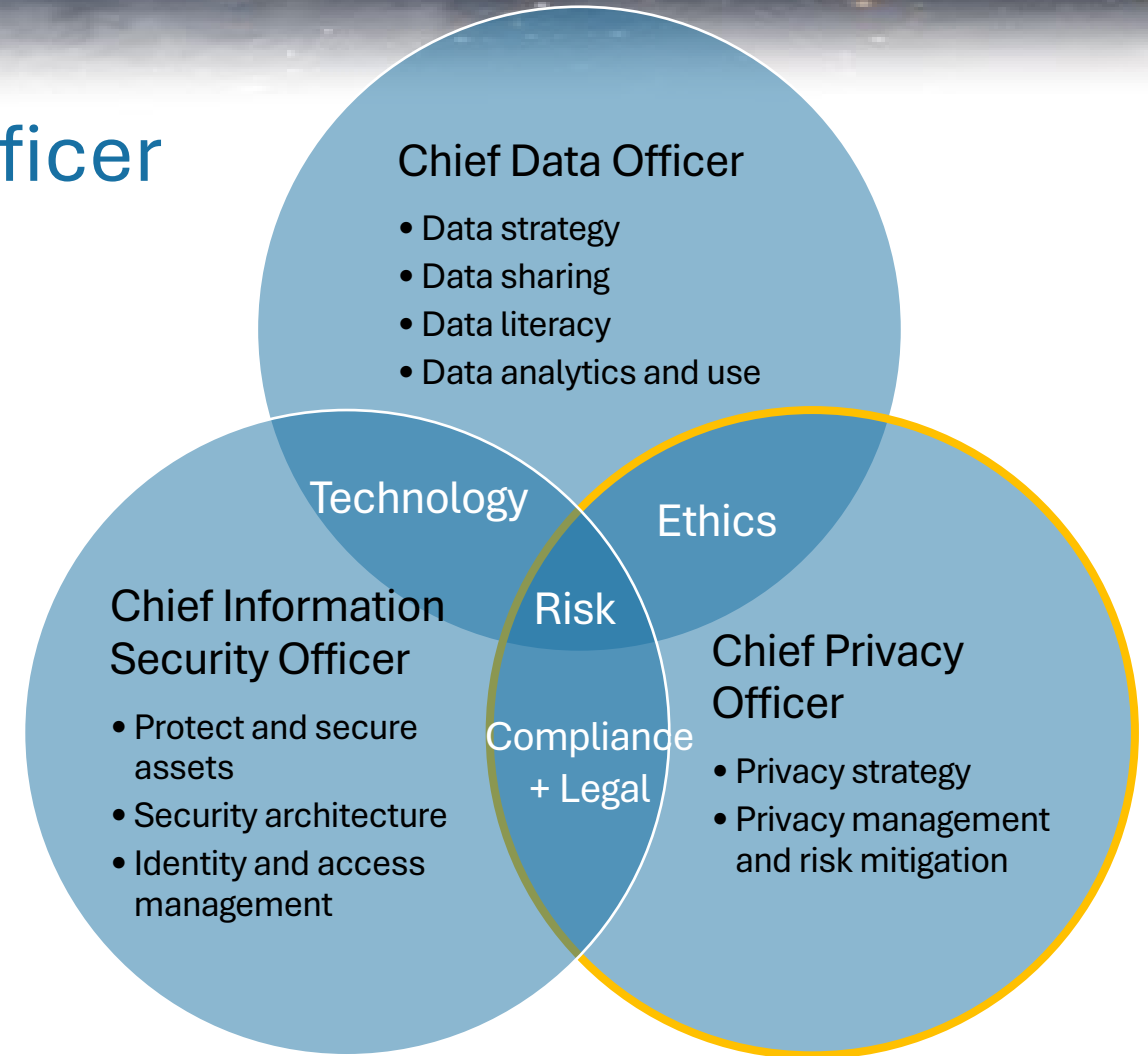 fficer
Chief Data Officer
• Data strategy
• Data sharing
• Data literacy
• Data analytics and use
Technology
Ethics
Risk
Chief Information
Security Officer
• Protect and secure
assets
• Security architecture
• Identity and access
management
Compliance
+ Legal
Chief Privacy
Officer
• Privacy strategy
• Privacy management
and risk mitigation